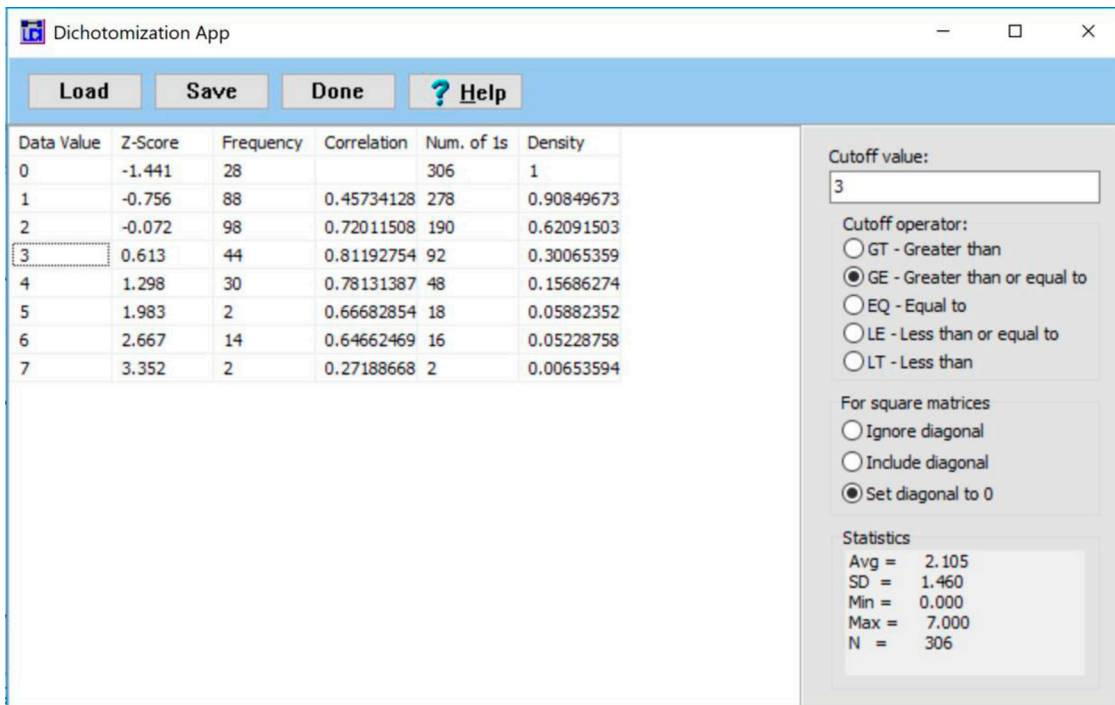 Dichotomization App
Load Save Done ? Help
Data Value Z-Score Frequency Correlation Num. of 1s Density
0 -1.441 28 306 1
1 -0.756 88 0.45734128 278 0.90849673
2 -0.072 98 0.72011508 190 0.62091503
3 0.613 44 0.81192754 92 0.30065359
4 1.298 30 0.78131387 48 0.15686274
5 1.983 2 0.66682854 18 0.05882352
6 2.667 14 0.64662469 16 0.05228758
7 3.352 2 0.27188668 2 0.00653594
Cutoff value:
3
Cutoff operator:
GT - Greater than
GE - Greater than or equal to
EQ - Equal to
LE - Less than or equal to
LT - Less than
For square matrices
Ignore diagonal
Include diagonal
Set diagonal to 0
Statistics
Avg = 2.105
SD = 1.460
Min = 0.000
Max = 7.000
N = 306